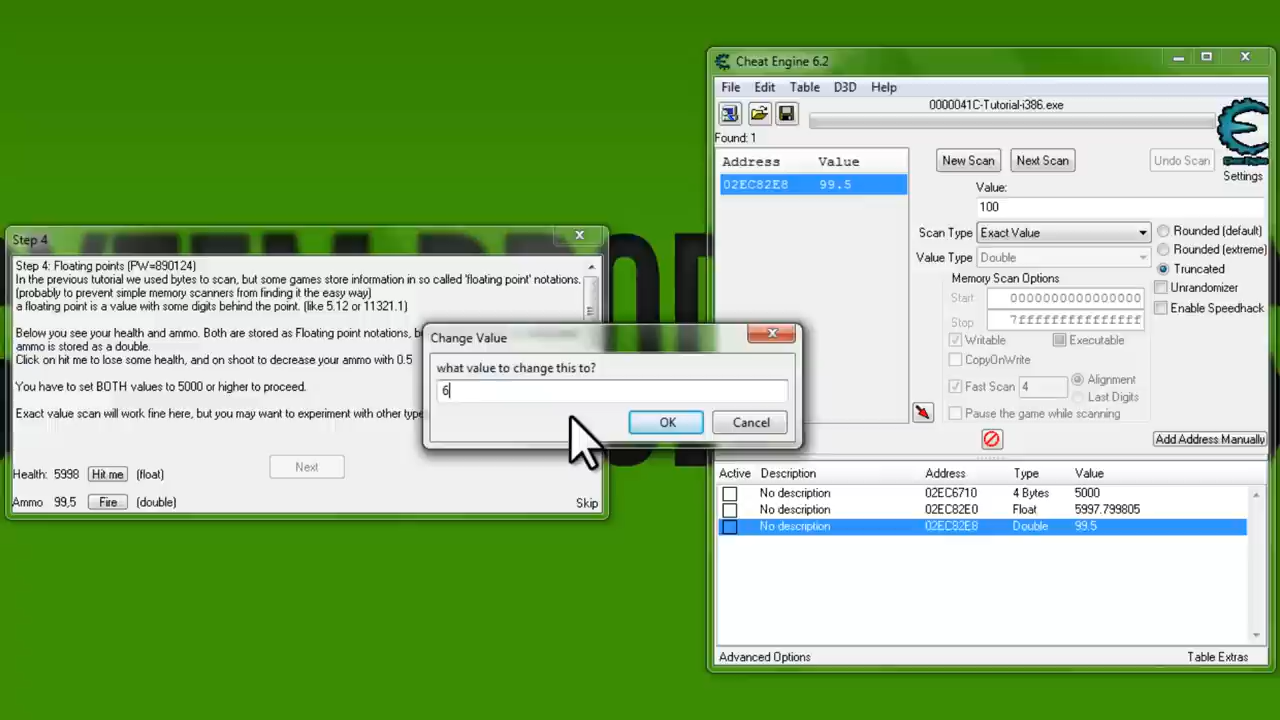 Cheat Engine 6.2
File Edit Table D3D Help
0000041C-Tutorial-i386.exe
Found: 1
Address Value
02EC82E8 99.5
New Scan Next Scan Undo Scan
Cheat Engine
Settings
Value:
100
Scan Type Exact Value
Value Type Double
Rounded (default)
Rounded (extreme)
Truncated
Unrandomizer
Enable Speedhack
Memory Scan Options
Start 0000000000000000
Stop 7fffffffffffffff
Writable Executable
CopyOnWrite
Fast Scan 4 Alignment
Last Digits
Pause the game while scanning
Add Address Manually
Active Description Address Type Value
No description 02EC6710 4 Bytes 5000
No description 02EC82E0 Float 5997.799805
No description 02EC82E8 Double 99.5
Advanced Options Table Extras
Step 4
Step 4: Floating points (PW=890124)
In the previous tutorial we used bytes to scan, but some games store information in so called 'floating point' notations.
(probably to prevent simple memory scanners from finding it the easy way)
a floating point is a value with some digits behind the point. (like 5.12 or 11321.1)
Below you see your health and ammo. Both are stored as Floating point notations, b
ammo is stored as a double.
Click on hit me to lose some health, and on shoot to decrease your ammo with 0.5
You have to set BOTH values to 5000 or higher to proceed.
Exact value scan will work fine here, but you may want to experiment with other type
Health: 5998 Hit me (float)
Next
Ammo 99,5 Fire (double)
Skip
Change Value
what value to change this to?
6
OK Cancel